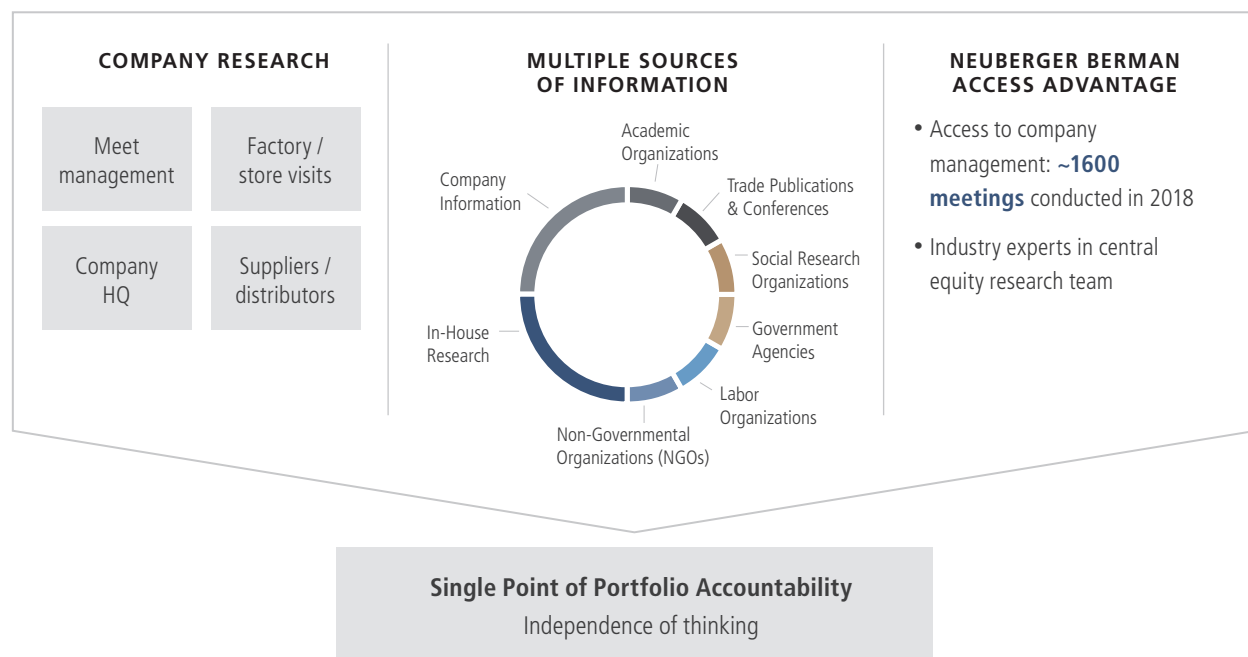 COMPANY RESEARCH
Meet
management
Factory /
store visits
Company
HQ
Suppliers /
distributors
MULTIPLE SOURCES
OF INFORMATION
Academic
Organizations
Trade Publications
& Conferences
Social Research
Organizations
Government
Agencies
Labor
Organizations
Non-Governmental
Organizations (NGOs)
In-House
Research
Company
Information
NEUBERGER BERMAN
ACCESS ADVANTAGE
• Access to company
management: ~1600
meetings conducted in 2018
• Industry experts in central
equity research team
Single Point of Portfolio Accountability
Independence of thinking